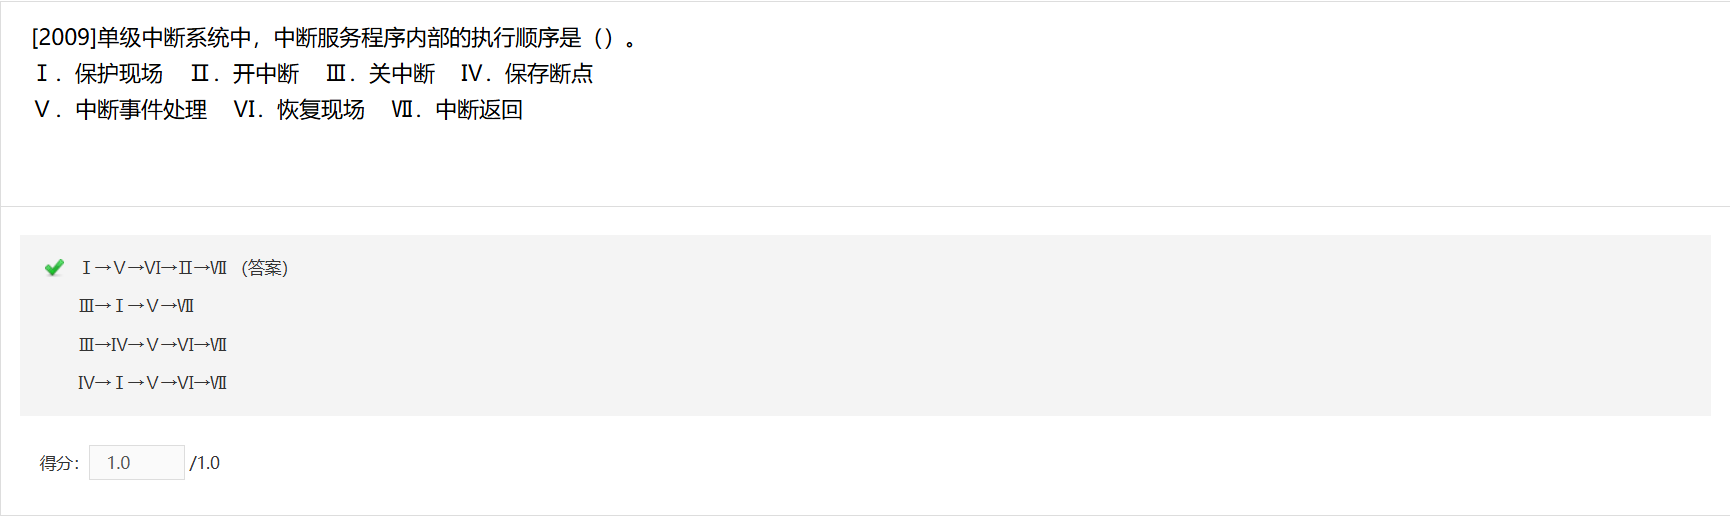 [2009]单级中断系统中，中断服务程序内部的执行顺序是（）。
Ⅰ．保护现场　Ⅱ．开中断　Ⅲ．关中断　Ⅳ．保存断点
Ⅴ．中断事件处理　Ⅵ．恢复现场　Ⅶ．中断返回
Ⅰ→Ⅴ→Ⅵ→Ⅱ→Ⅶ (答案)
Ⅲ→Ⅰ→Ⅴ→Ⅶ
Ⅲ→Ⅳ→Ⅴ→Ⅵ→Ⅶ
Ⅳ→Ⅰ→Ⅴ→Ⅵ→Ⅶ
得分： 1.0 /1.0